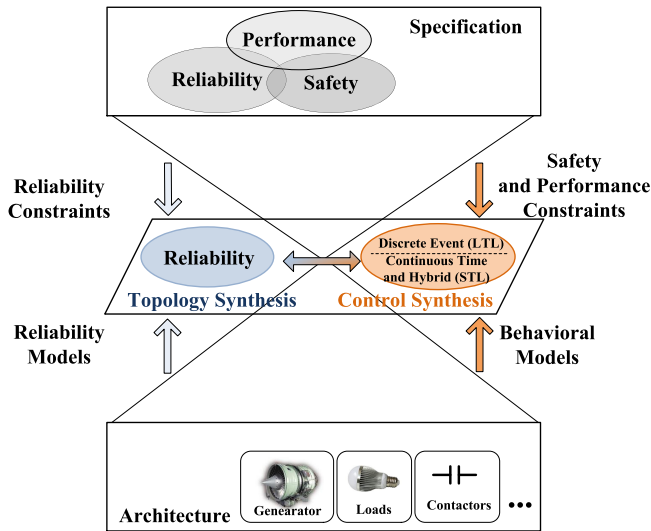 Specification
Performance
Reliability
Safety
Reliability
Constraints
Safety
and Performance
Constraints
Reliability
Discrete Event (LTL)
Continuous Time
and Hybrid (STL)
Topology Synthesis
Control Synthesis
Reliability
Models
Behavioral
Models
Genearator
Loads
Contactors
Architecture
•••